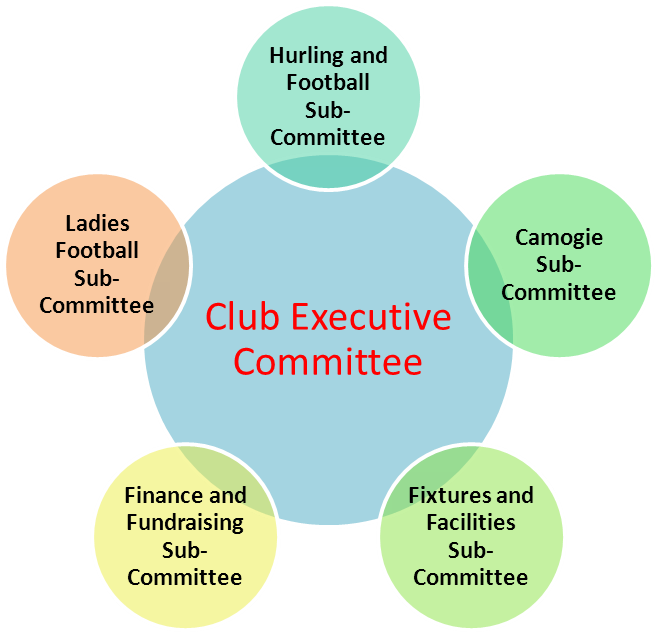 Hurling and
Football
Sub-
Committee
Ladies
Football
Sub-
Committee
Camogie
Sub-
Committee
Club Executive
Committee
Finance and
Fundraising
Sub-
Committee
Fixtures and
Facilities
Sub-
Committee